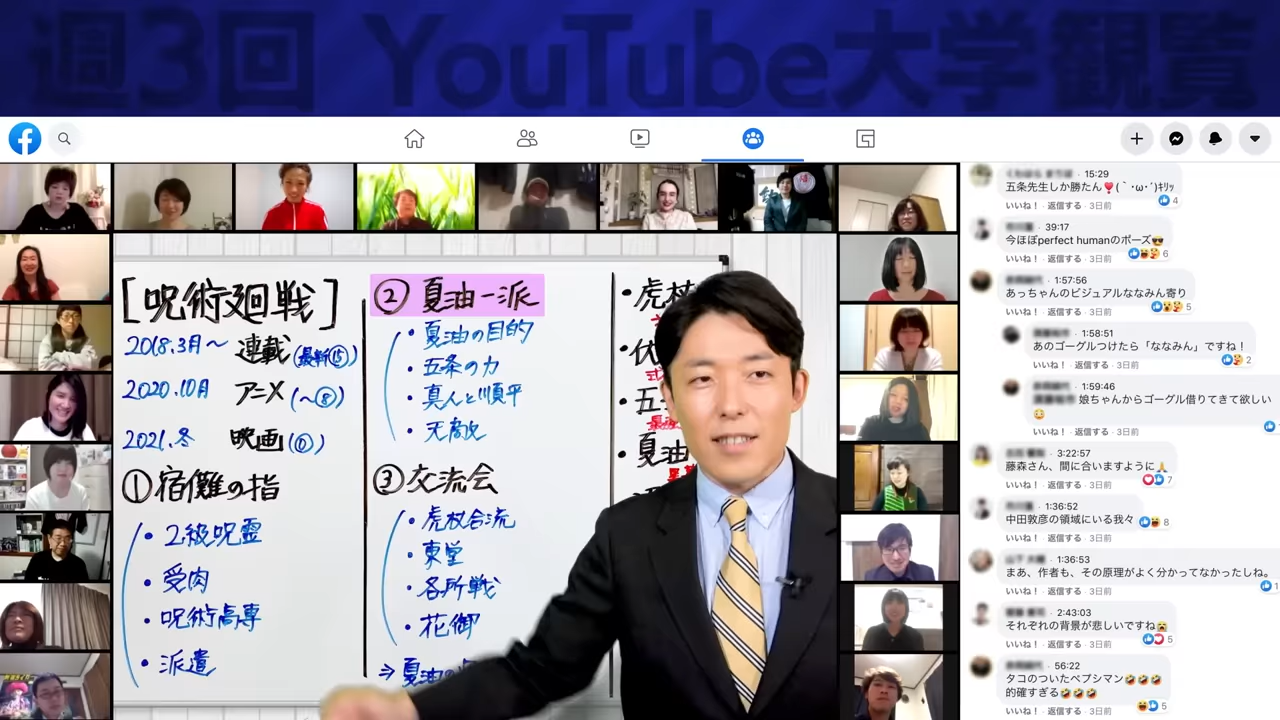 週3回 YouTube大学観覧
[呪術廻戦]
2018.3月〜 連載(最新⑮)
2020.10月 アニメ(〜⑧)
2021.冬 映画(⓪)
①宿儺の指
・2級呪霊
・受肉
・呪術高専
・派遣
②夏油一派
・夏油の目的
・五条の力
・真人と順平
・天啇史
③交流会
・虎杖合流
・東堂
・各所戦
・花御
⇒夏油の
・虎杖
・伏
・五
・夏油
15:29
五条先生しか勝たん❣️(｀･ω･´)ｷﾘｯ
いいね！ · 返信する · 3日前
4
39:17
今ほぼperfect humanのポーズ😎
いいね！ · 返信する · 3日前
6
1:57:56
あっちゃんのビジュアルななみん寄り
いいね！ · 返信する · 3日前
5
1:58:51
あのゴーグルつけたら「ななみん」ですね！
いいね！ · 返信する · 3日前
2
1:59:46
娘ちゃんからゴーグル借りてきて欲しい
😳
いいね！ · 返信する · 3日前
3:22:57
藤森さん、間に合いますように🙏
いいね！ · 返信する · 3日前
7
1:36:52
中田敦彦の領域にいる我々
いいね！ · 返信する · 3日前
8
1:36:53
まあ、作者も、その原理がよく分かってなかったしね。
いいね！ · 返信する · 3日前
1
2:43:03
それぞれの背景が悲しいですね😭
いいね！ · 返信する · 3日前
5
56:22
タコのついたペプシマン🤣🤣🤣
的確すぎる🤣🤣🤣
いいね！ · 返信する · 3日前
5